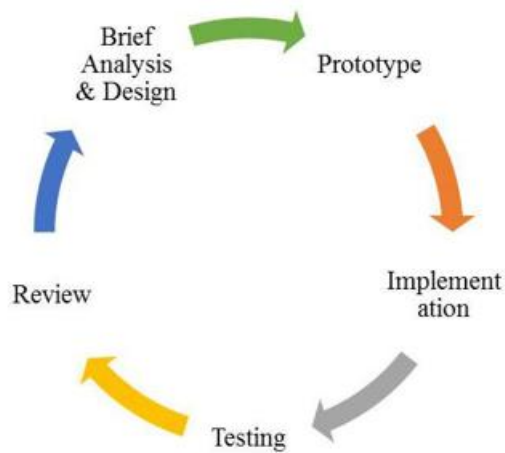 Brief
Analysis
& Design
Prototype
Implement
ation
Testing
Review